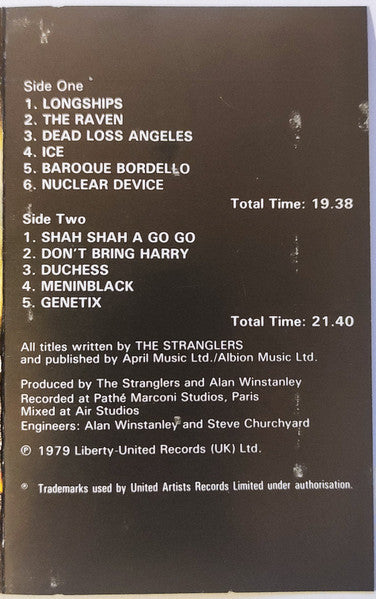 Side One
1. LONGSHIPS
2. THE RAVEN
3. DEAD LOSS ANGELES
4. ICE
5. BAROQUE BORDELLO
6. NUCLEAR DEVICE
Total Time: 19.38
Side Two
1. SHAH SHAH A GO GO
2. DON'T BRING HARRY
3. DUCHESS
4. MENINBLACK
5. GENETIX
Total Time: 21.40
All titles written by THE STRANGLERS
and published by April Music Ltd./Albion Music Ltd.
Produced by The Stranglers and Alan Winstanley
Recorded at Pathé Marconi Studios, Paris
Mixed at Air Studios
Engineers: Alan Winstanley and Steve Churchyard
℗ 1979 Liberty-United Records (UK) Ltd.
® Trademarks used by United Artists Records Limited under authorisation.